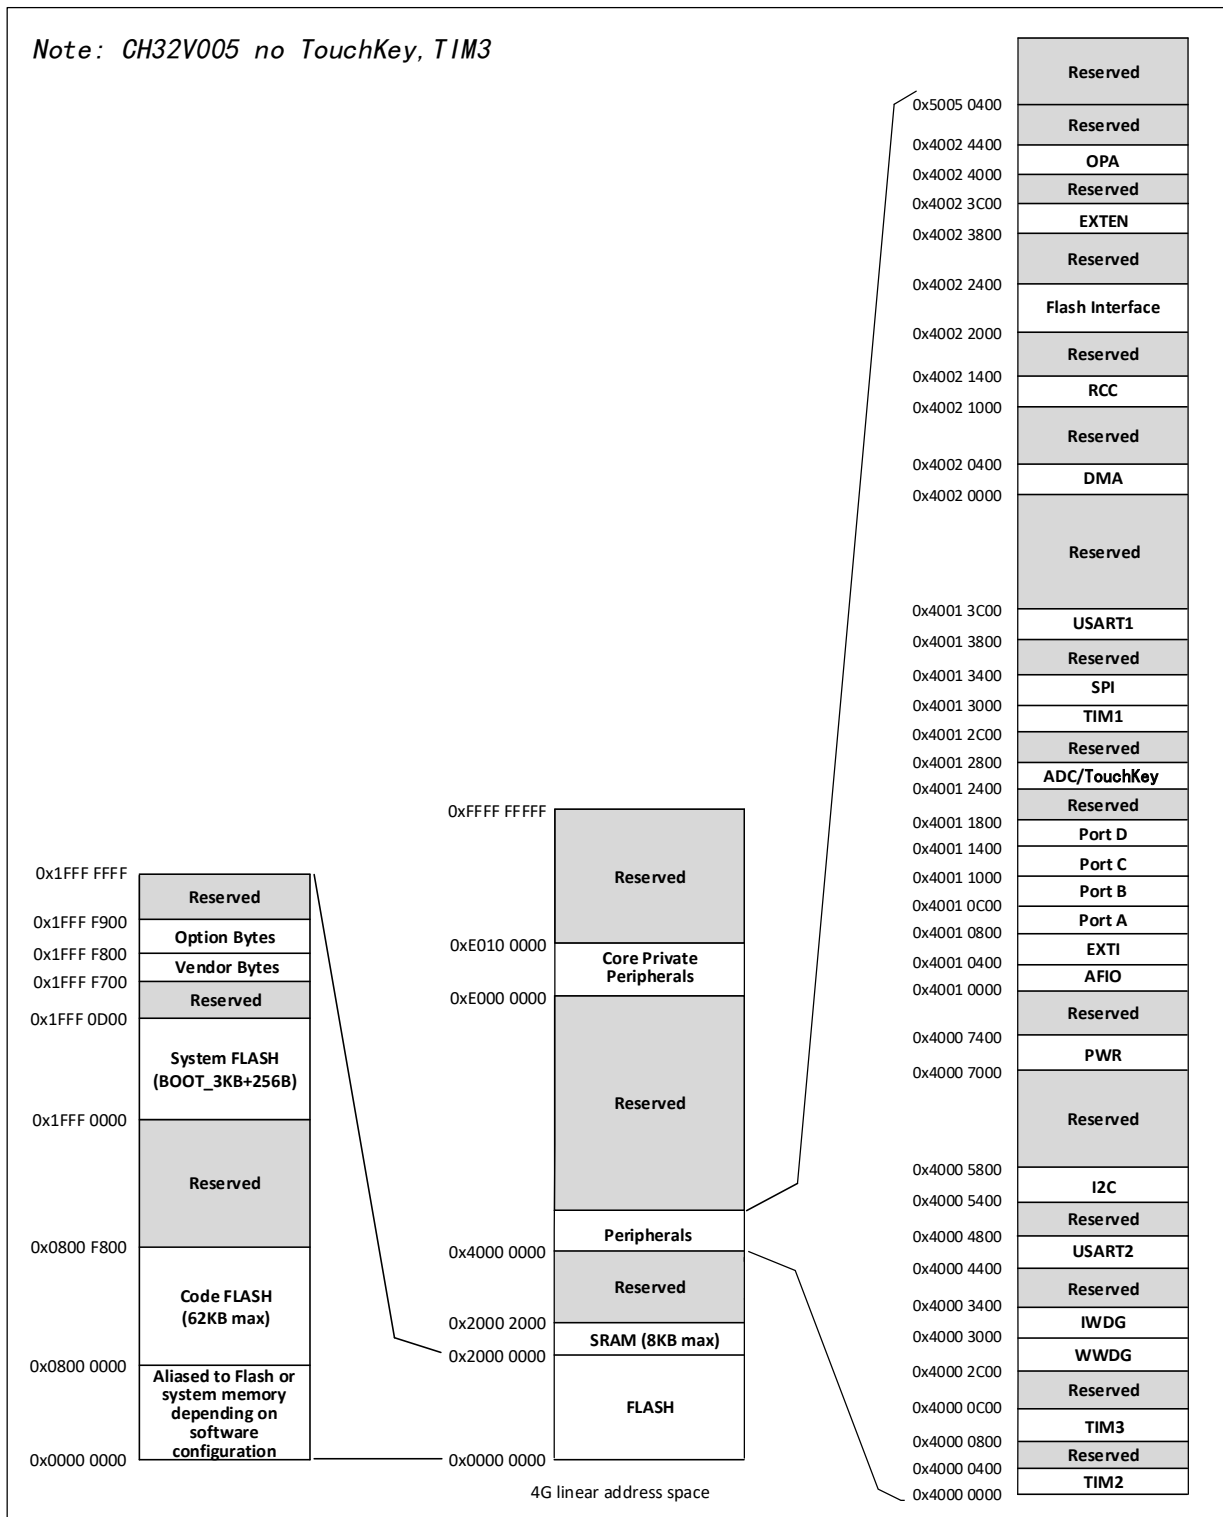 Note: CH32V005 no TouchKey, TIM3
0x1FFF FFFF
Reserved
0x1FFF F900
Option Bytes
0x1FFF F800
Vendor Bytes
0x1FFF F700
Reserved
0x1FFF 0D00
System FLASH
(BOOT_3KB+256B)
0x1FFF 0000
Reserved
0x0800 F800
Code FLASH
(62KB max)
0x0800 0000
Aliased to Flash or
system memory
depending on
software
configuration
0x0000 0000
0xFFFF FFFFF
Reserved
0xE010 0000
Core Private
Peripherals
0xE000 0000
Reserved
Peripherals
0x4000 0000
Reserved
0x2000 2000
SRAM (8KB max)
0x2000 0000
FLASH
0x0000 0000
4G linear address space
Reserved
0x5005 0400
Reserved
0x4002 4400
OPA
0x4002 4000
Reserved
0x4002 3C00
EXTEN
0x4002 3800
Reserved
0x4002 2400
Flash Interface
0x4002 2000
Reserved
0x4002 1400
RCC
0x4002 1000
Reserved
0x4002 0400
DMA
0x4002 0000
Reserved
0x4001 3C00
USART1
0x4001 3800
Reserved
0x4001 3400
SPI
0x4001 3000
TIM1
0x4001 2C00
Reserved
0x4001 2800
ADC/TouchKey
0x4001 2400
Reserved
0x4001 1800
Port D
0x4001 1400
Port C
0x4001 1000
Port B
0x4001 0C00
Port A
0x4001 0800
EXTI
0x4001 0400
AFIO
0x4001 0000
Reserved
0x4000 7400
PWR
0x4000 7000
Reserved
0x4000 5800
I2C
0x4000 5400
Reserved
0x4000 4800
USART2
0x4000 4400
Reserved
0x4000 3400
IWDG
0x4000 3000
WWDG
0x4000 2C00
Reserved
0x4000 0C00
TIM3
0x4000 0800
Reserved
0x4000 0400
TIM2
0x4000 0000